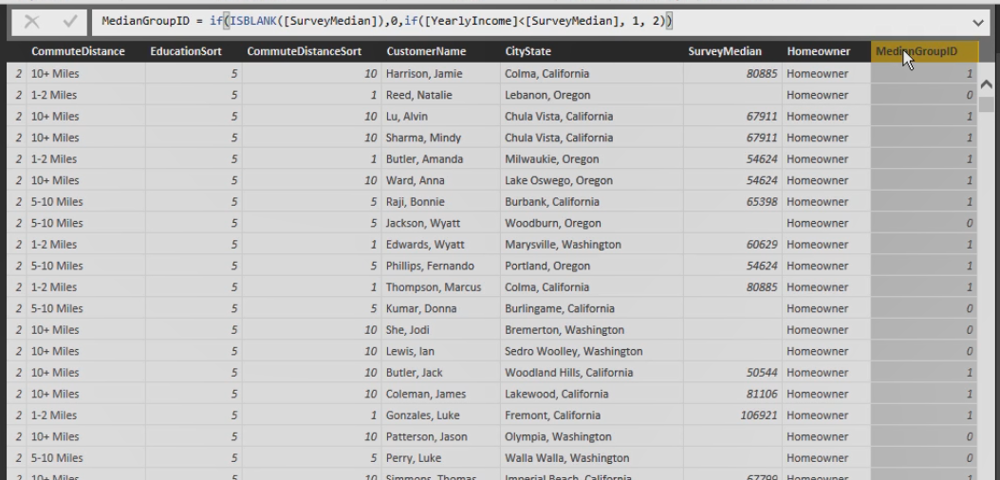 MedianGroupID = if(ISBLANK([SurveyMedian]),0,if([YearlyIncome]<[SurveyMedian], 1, 2))
CommuteDistance EducationSort CommuteDistanceSort CustomerName CityState SurveyMedian Homeowner MedianGroupID
2 10+ Miles 5 10 Harrison, Jamie Colma, California 80885 Homeowner 1
2 1-2 Miles 5 1 Reed, Natalie Lebanon, Oregon Homeowner 0
2 10+ Miles 5 10 Lu, Alvin Chula Vista, California 67911 Homeowner 1
2 10+ Miles 5 10 Sharma, Mindy Chula Vista, California 67911 Homeowner 1
2 1-2 Miles 5 1 Butler, Amanda Milwaukie, Oregon 54624 Homeowner 1
2 10+ Miles 5 10 Ward, Anna Lake Oswego, Oregon 54624 Homeowner 1
2 5-10 Miles 5 5 Raji, Bonnie Burbank, California 65398 Homeowner 1
2 5-10 Miles 5 5 Jackson, Wyatt Woodburn, Oregon Homeowner 0
2 1-2 Miles 5 1 Edwards, Wyatt Marysville, Washington 60629 Homeowner 1
2 5-10 Miles 5 5 Phillips, Fernando Portland, Oregon 54624 Homeowner 1
2 1-2 Miles 5 1 Thompson, Marcus Colma, California 80885 Homeowner 1
2 5-10 Miles 5 5 Kumar, Donna Burlingame, California Homeowner 0
2 10+ Miles 5 10 She, Jodi Bremerton, Washington Homeowner 0
2 10+ Miles 5 10 Lewis, Ian Sedro Woolley, Washington Homeowner 0
2 10+ Miles 5 10 Butler, Jack Woodland Hills, California 50544 Homeowner 1
2 10+ Miles 5 10 Coleman, James Lakewood, California 81106 Homeowner 1
2 1-2 Miles 5 1 Gonzales, Luke Fremont, California 106921 Homeowner 1
2 10+ Miles 5 10 Patterson, Jason Olympia, Washington Homeowner 0
2 5-10 Miles 5 5 Perry, Luke Walla Walla, Washington Homeowner 0
2 10+ Miles 5 10 Simmons, Thomas Imperial Beach, California 67799 Homeowner 1